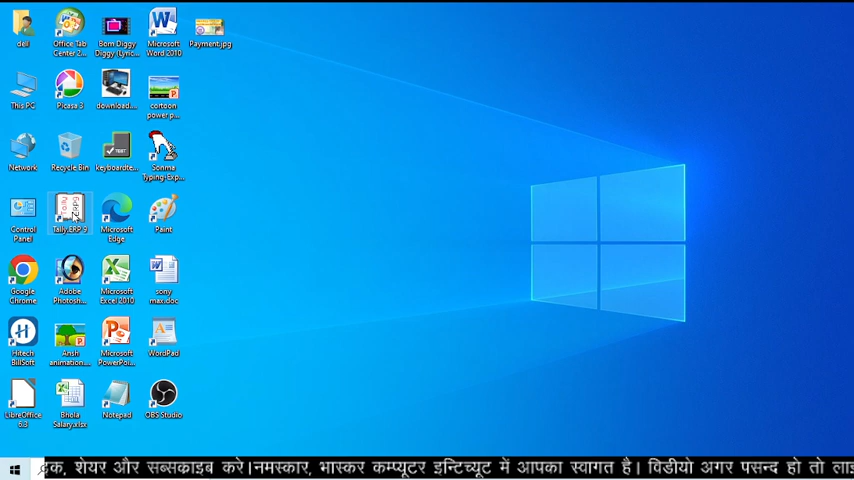 dell
Office Tab
Center 2...
Bom Diggy
Diggy (Lyric...
Microsoft
Word 2010
Payment.jpg
This PC
Picasa 3
download....
cortoon
power.p...
Network
Recycle Bin
keyboardte...
Sonma
Typing-Exp...
Control
Panel
Tally.ERP 9
Microsoft
Edge
Paint
Google
Chrome
Adobe
Photosh...
Microsoft
Excel 2010
sony
max.doc
Hitech
BillSoft
Ansh
animation....
Microsoft
PowerPoi...
WordPad
LibreOffice
6.3
Bhola
Salary.xlsx
Notepad
OBS Studio
इक, शेयर और सब्सक्राइब करे।नमस्कार, भास्कर कम्प्यूटर इन्टिच्यूट में आपका स्वागत है। विडीयो अगर पसन्द हो तो लाइ